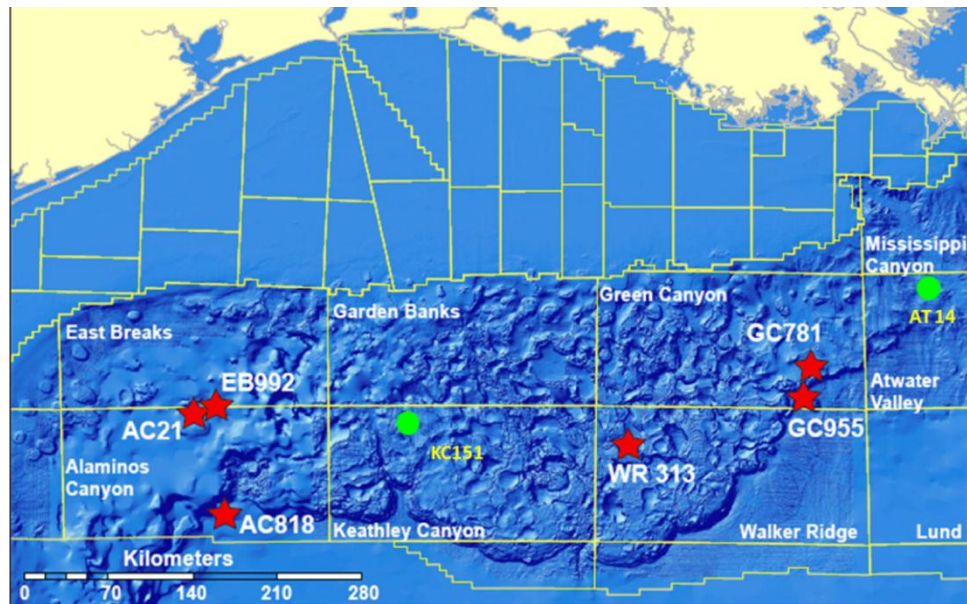 Mississippi
Canyon
Green Canyon
Garden Banks
East Breaks
AT 14
GC781
EB992
Atwater
Valley
AC21
GC955
KC151
WR 313
Alaminos
Canyon
AC818
Keathley Canyon
Walker Ridge
Lund
Kilometers
0 70 140 210 280